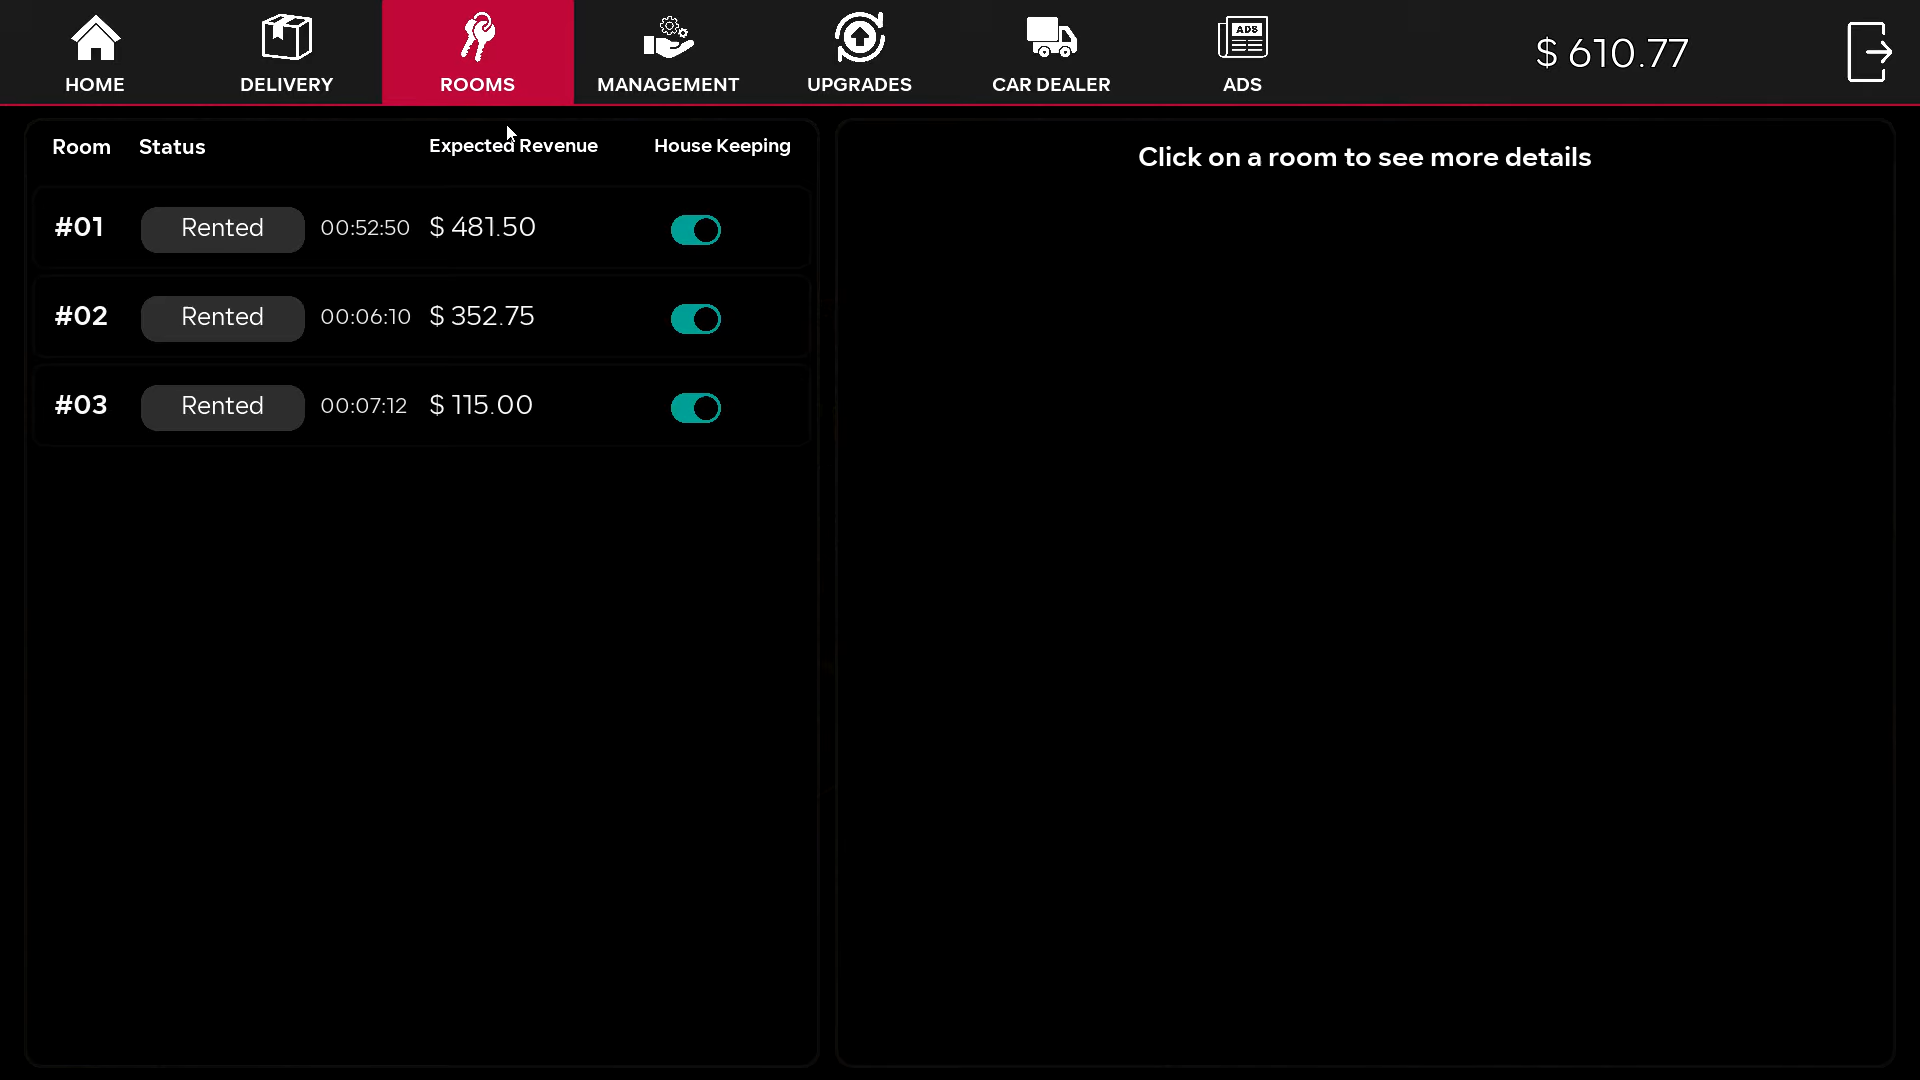 HOME DELIVERY ROOMS MANAGEMENT UPGRADES CAR DEALER ADS ADS $ 610.77
Room Status Expected Revenue House Keeping
Click on a room to see more details
#01 Rented 00:52:50 $ 481.50
#02 Rented 00:06:10 $ 352.75
#03 Rented 00:07:12 $ 115.00